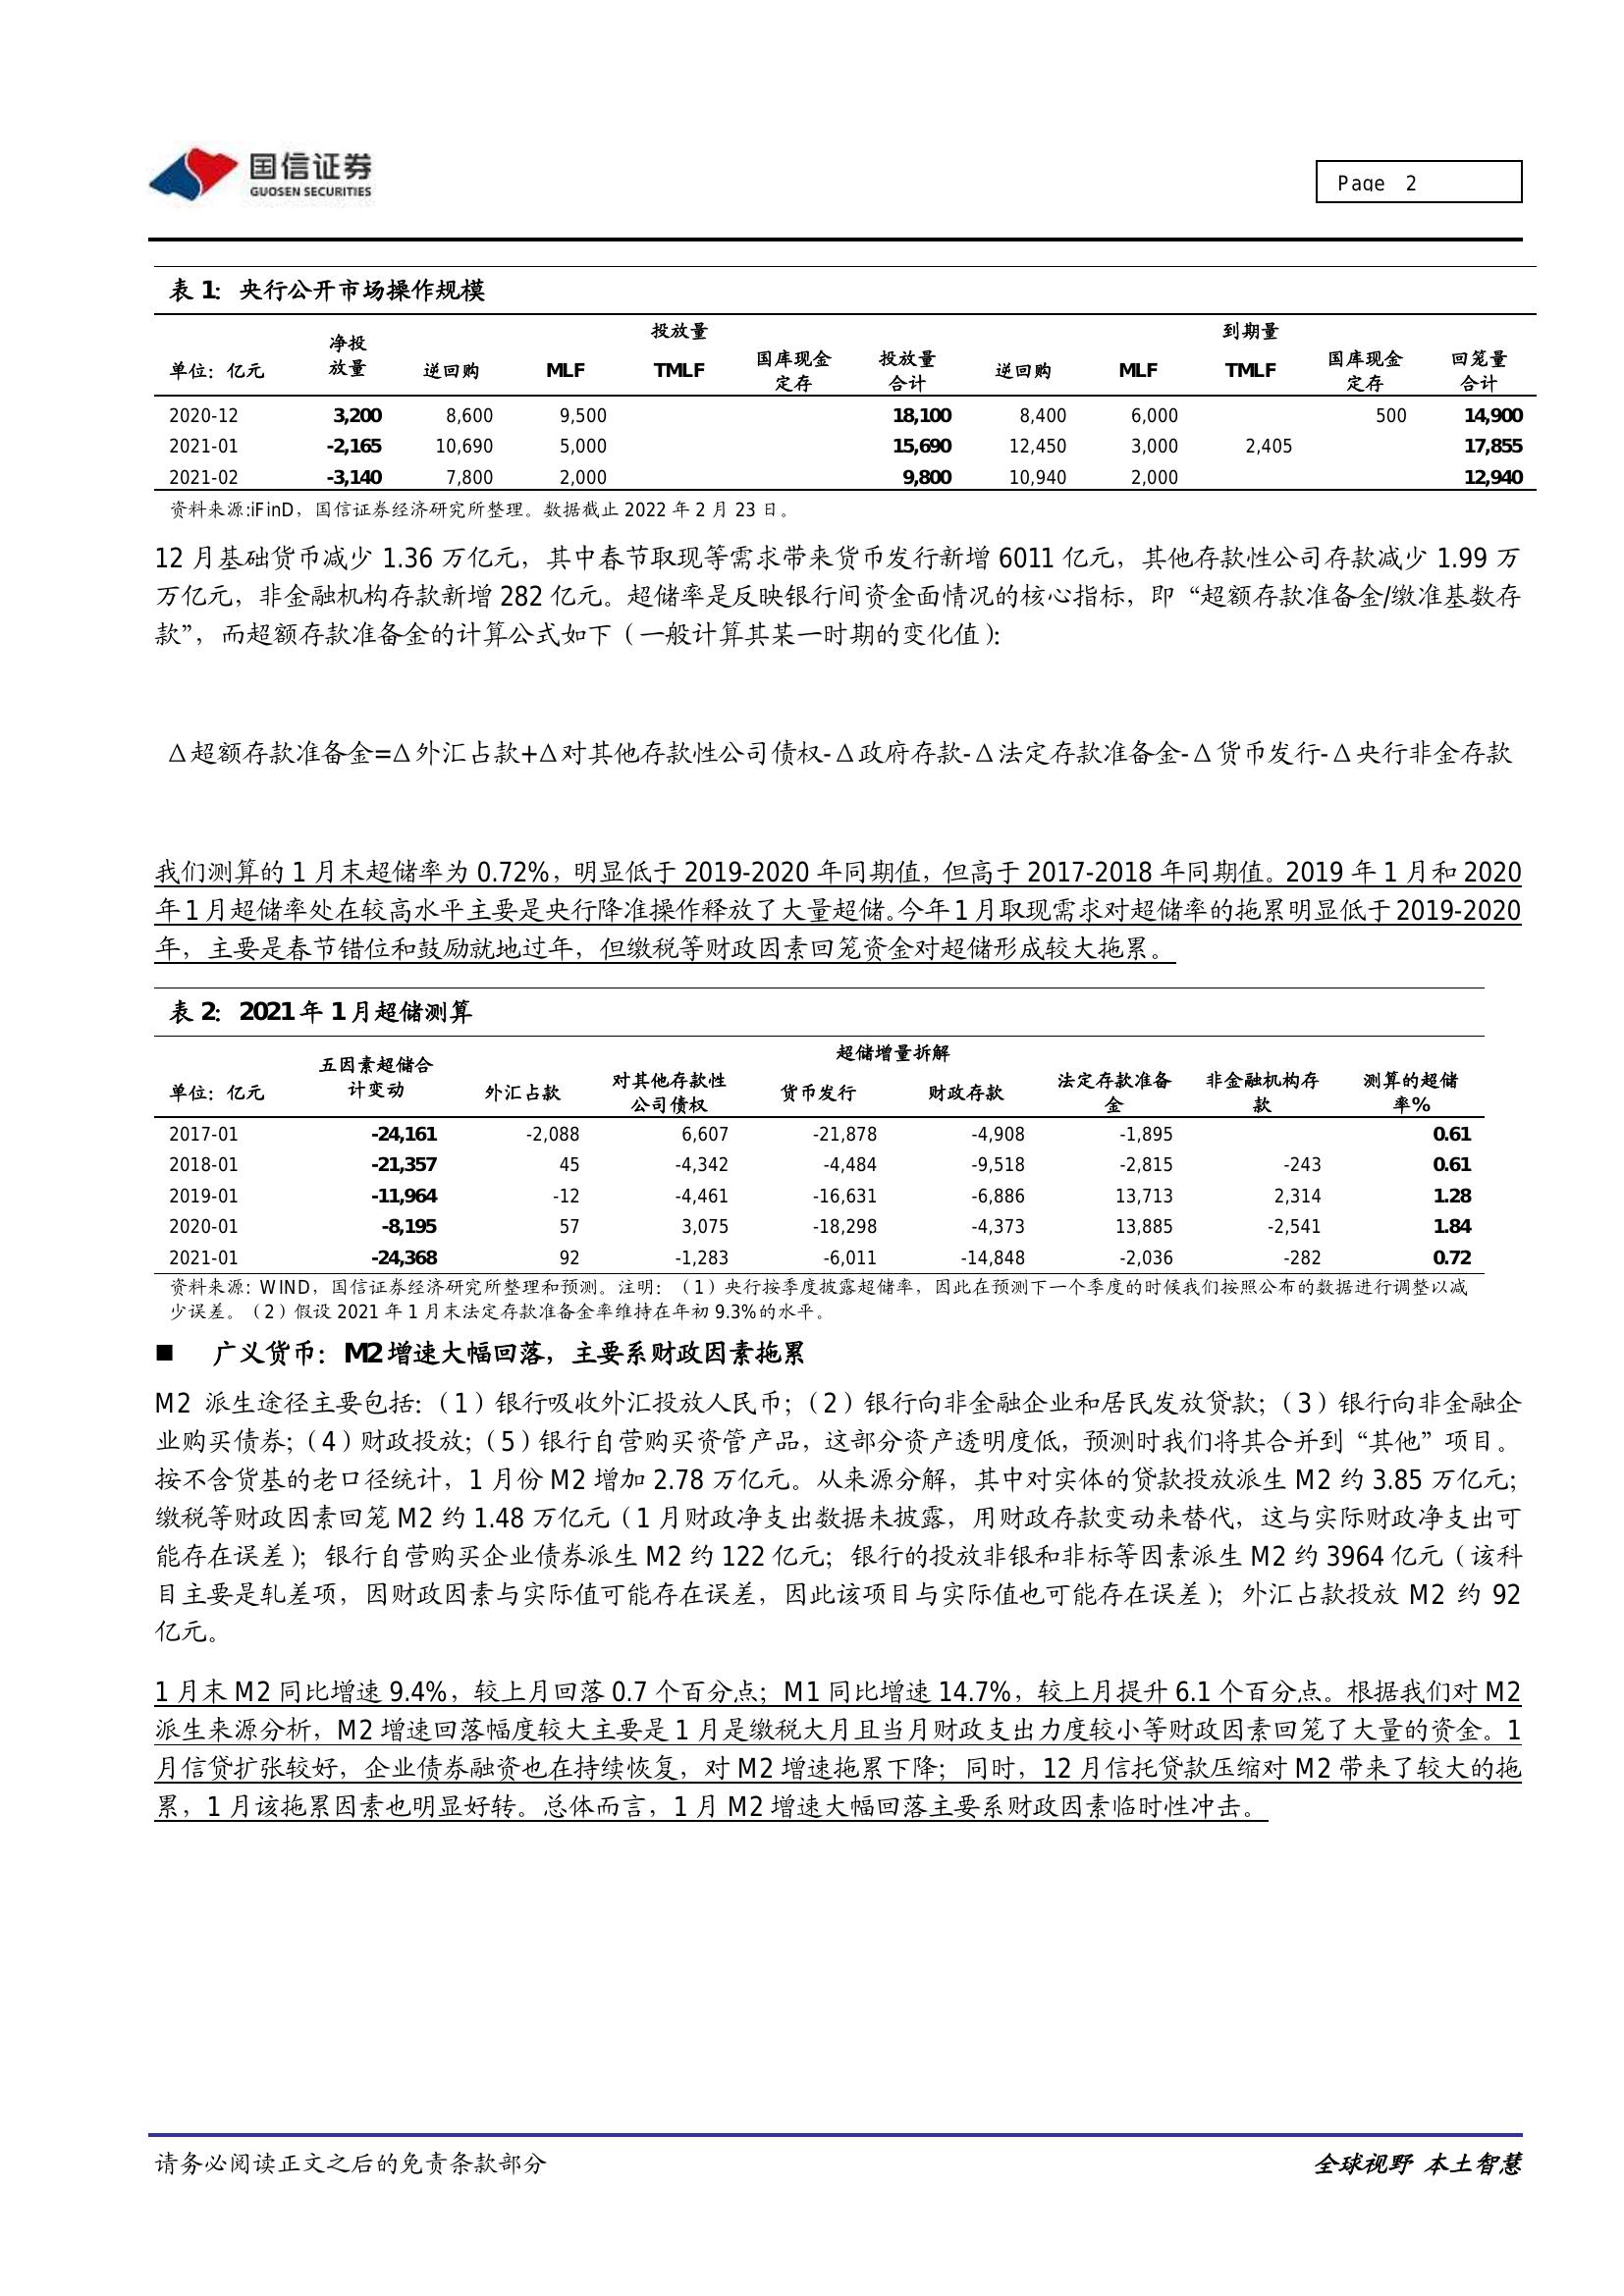 国信证券
GUOSEN SECURITIES
Page 2
表 1：央行公开市场操作规模
投放量 到期量
单位：亿元 净投放量 逆回购 MLF TMLF 国库现金定存 投放量合计 逆回购 MLF TMLF 国库现金定存 回笼量合计
2020-12 3,200 8,600 9,500 18,100 8,400 6,000 500 14,900
2021-01 -2,165 10,690 5,000 15,690 12,450 3,000 2,405 17,855
2021-02 -3,140 7,800 2,000 9,800 10,940 2,000 12,940
资料来源:iFinD，国信证券经济研究所整理。数据截止 2022 年 2 月 23 日。
12 月基础货币减少 1.36 万亿元，其中春节取现等需求带来货币发行新增 6011 亿元，其他存款性公司存款减少 1.99 万
万亿元，非金融机构存款新增 282 亿元。超储率是反映银行间资金面情况的核心指标，即“超额存款准备金/缴准基数存
款”，而超额存款准备金的计算公式如下（一般计算其某一时期的变化值）：
Δ超额存款准备金=Δ外汇占款+Δ对其他存款性公司债权-Δ政府存款-Δ法定存款准备金-Δ货币发行-Δ央行非金存款
我们测算的 1 月末超储率为 0.72%，明显低于 2019-2020 年同期值，但高于 2017-2018 年同期值。2019 年 1 月和 2020
年 1 月超储率处在较高水平主要是央行降准操作释放了大量超储。今年 1 月取现需求对超储率的拖累明显低于 2019-2020
年，主要是春节错位和鼓励就地过年，但缴税等财政因素回笼资金对超储形成较大拖累。
表 2：2021 年 1 月超储测算
超储增量拆解
单位：亿元 五因素超储合计变动 外汇占款 对其他存款性公司债权 货币发行 财政存款 法定存款准备金 非金融机构存款 测算的超储率%
2017-01 -24,161 -2,088 6,607 -21,878 -4,908 -1,895 0.61
2018-01 -21,357 45 -4,342 -4,484 -9,518 -2,815 -243 0.61
2019-01 -11,964 -12 -4,461 -16,631 -6,886 13,713 2,314 1.28
2020-01 -8,195 57 3,075 -18,298 -4,373 13,885 -2,541 1.84
2021-01 -24,368 92 -1,283 -6,011 -14,848 -2,036 -282 0.72
资料来源：WIND，国信证券经济研究所整理和预测。注明：（1）央行按季度披露超储率，因此在预测下一个季度的时候我们按照公布的数据进行调整以减
少误差。（2）假设 2021 年 1 月末法定存款准备金率维持在年初 9.3%的水平。
■ 广义货币：M2 增速大幅回落，主要系财政因素拖累
M2 派生途径主要包括：（1）银行吸收外汇投放人民币；（2）银行向非金融企业和居民发放贷款；（3）银行向非金融企
业购买债券；（4）财政投放；（5）银行自营购买资管产品，这部分资产透明度低，预测时我们将其合并到“其他”项目。
按不含货基的老口径统计，1 月份 M2 增加 2.78 万亿元。从来源分解，其中对实体的贷款投放派生 M2 约 3.85 万亿元；
缴税等财政因素回笼 M2 约 1.48 万亿元（1 月财政净支出数据未披露，用财政存款变动来替代，这与实际财政净支出可
能存在误差）；银行自营购买企业债券派生 M2 约 122 亿元；银行的投放非银和非标等因素派生 M2 约 3964 亿元（该科
目主要是轧差项，因财政因素与实际值可能存在误差，因此该项目与实际值也可能存在误差）；外汇占款投放 M2 约 92
亿元。
1 月末 M2 同比增速 9.4%，较上月回落 0.7 个百分点；M1 同比增速 14.7%，较上月提升 6.1 个百分点。根据我们对 M2
派生来源分析，M2 增速回落幅度较大主要是 1 月是缴税大月且当月财政支出力度较小等财政因素回笼了大量的资金。1
月信贷扩张较好，企业债券融资也在持续恢复，对 M2 增速拖累下降；同时，12 月信托贷款压缩对 M2 带来了较大的拖
累，1 月该拖累因素也明显好转。总体而言，1 月 M2 增速大幅回落主要系财政因素临时性冲击。
请务必阅读正文之后的免责条款部分 全球视野 本土智慧